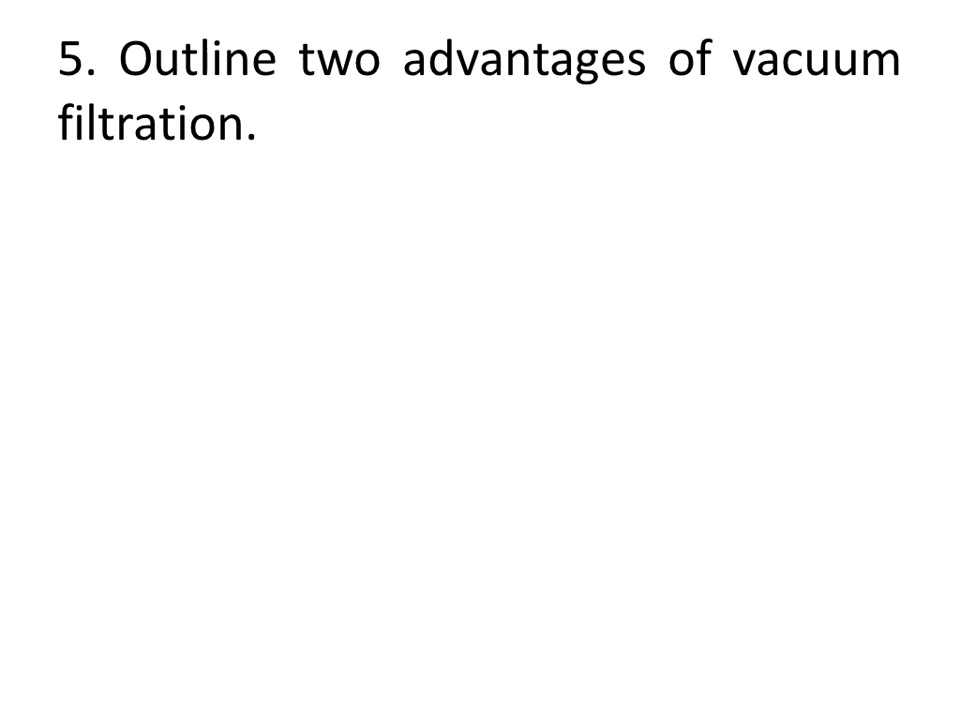 5. Outline two advantages of vacuum
filtration.